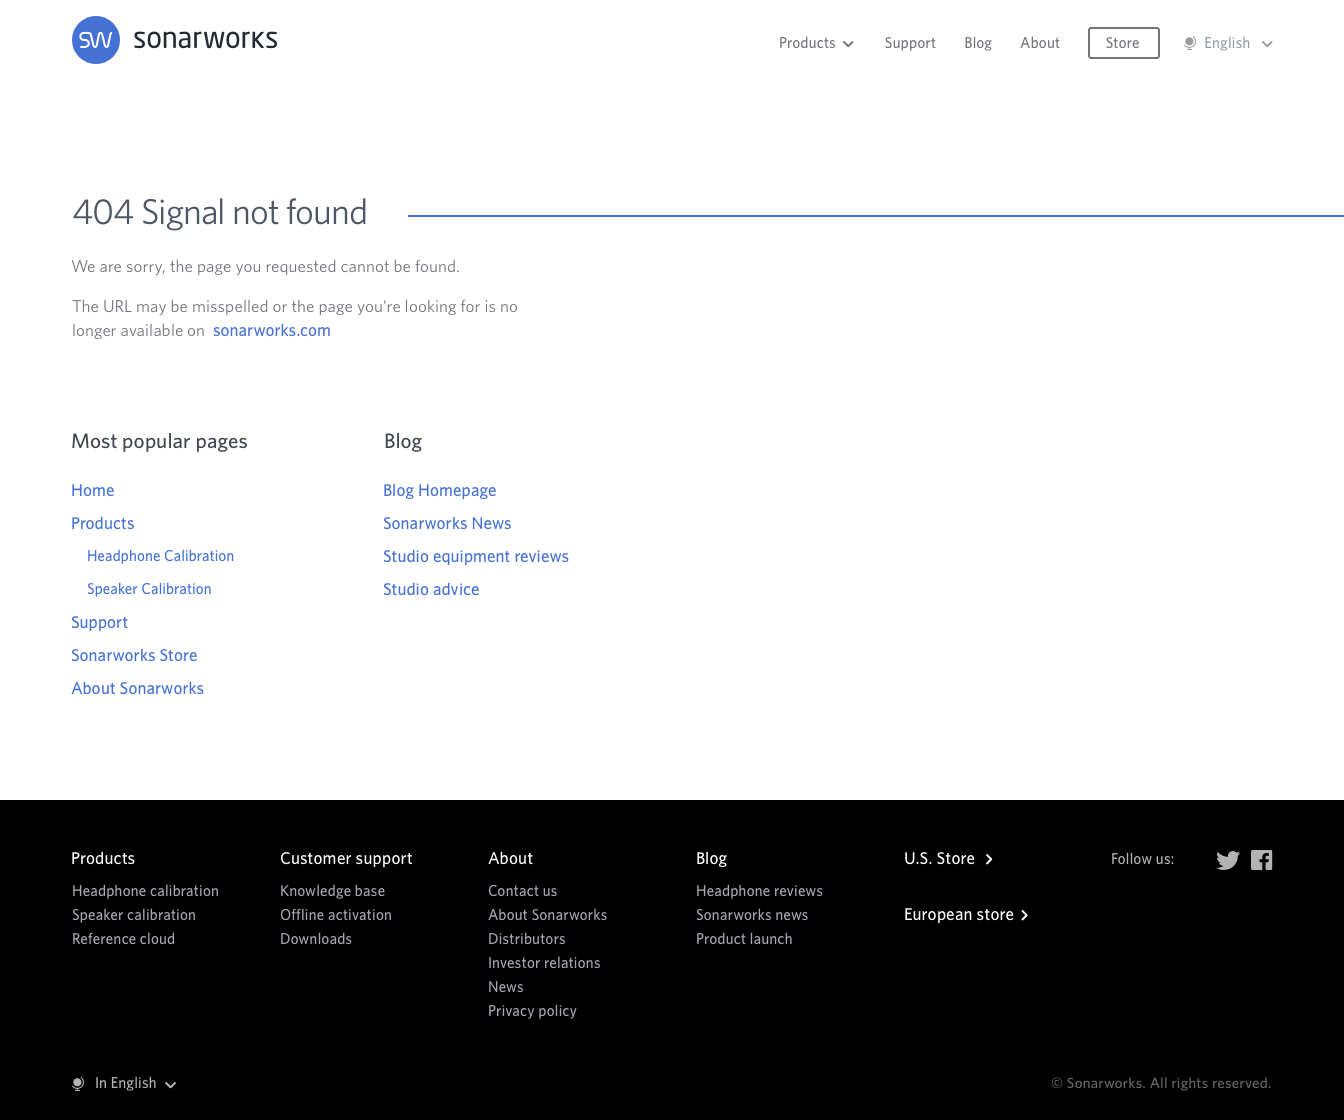 SW sonarworks
Products Support Blog About Store English
404 Signal not found
We are sorry, the page you requested cannot be found.
The URL may be misspelled or the page you're looking for is no
longer available on sonarworks.com
Most popular pages
Home
Products
Headphone Calibration
Speaker Calibration
Support
Sonarworks Store
About Sonarworks
Blog
Blog Homepage
Sonarworks News
Studio equipment reviews
Studio advice
Products
Headphone calibration
Speaker calibration
Reference cloud
Customer support
Knowledge base
Offline activation
Downloads
About
Contact us
About Sonarworks
Distributors
Investor relations
News
Privacy policy
Blog
Headphone reviews
Sonarworks news
Product launch
U.S. Store
European store
Follow us:
In English
© Sonarworks. All rights reserved.